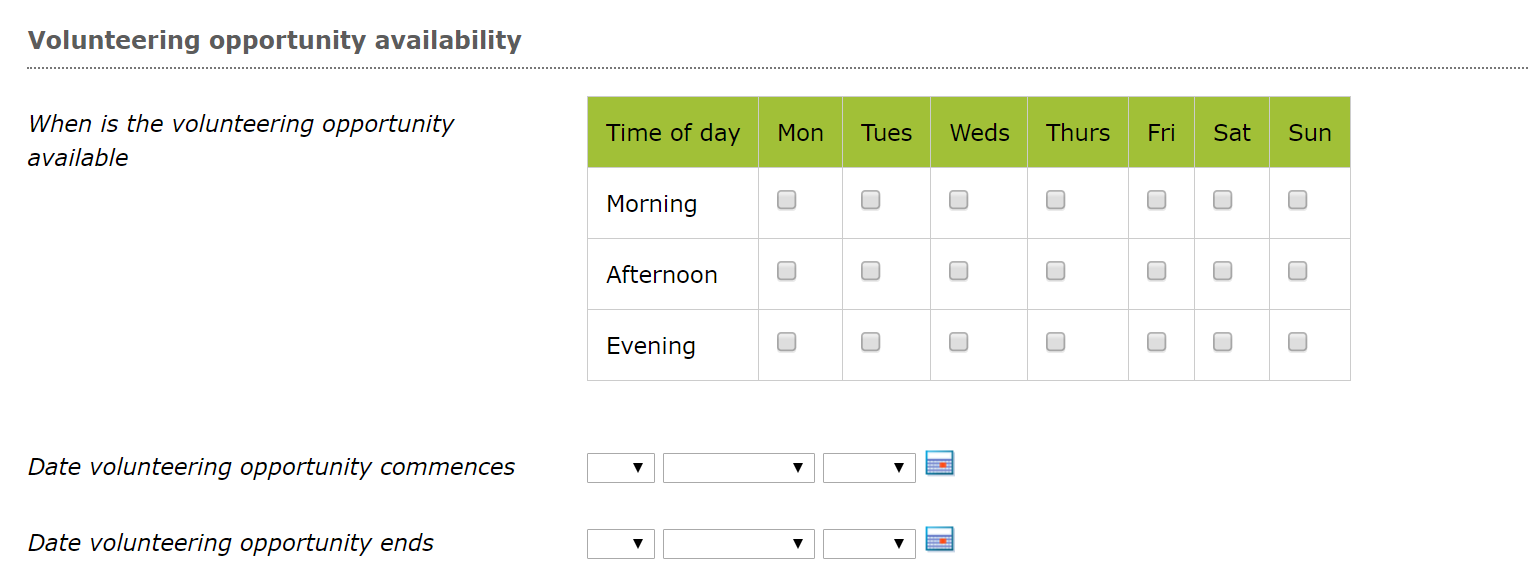 Volunteering opportunity availability
When is the volunteering opportunity
available
Time of day Mon Tues Weds Thurs Fri Sat Sun
Morning
Afternoon
Evening
Date volunteering opportunity commences
Date volunteering opportunity ends